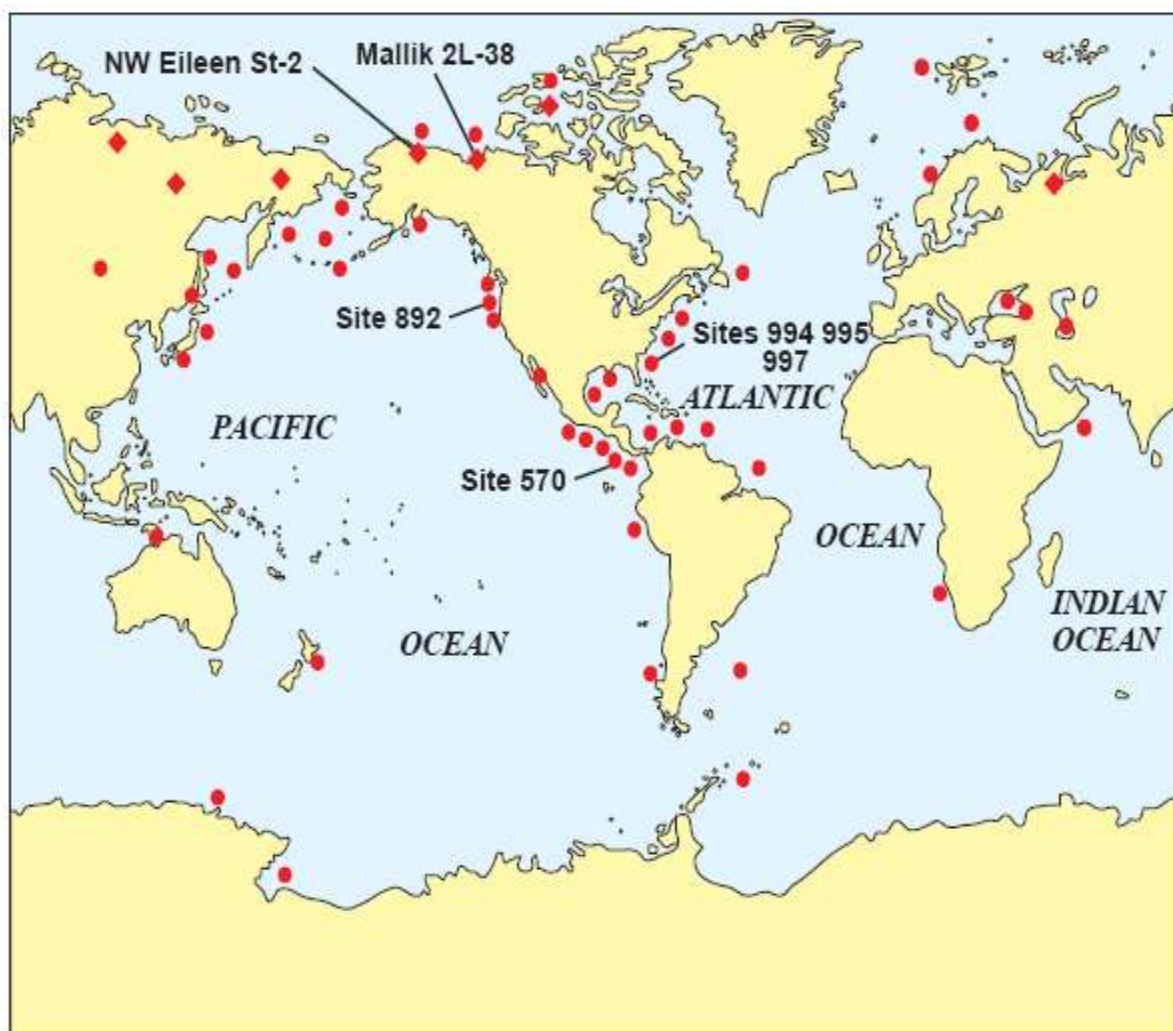 Mallik 2L-38
NW Eileen St-2
Site 892
Sites 994 995
997
ATLANTIC
PACIFIC
Site 570
OCEAN
INDIAN
OCEAN
OCEAN